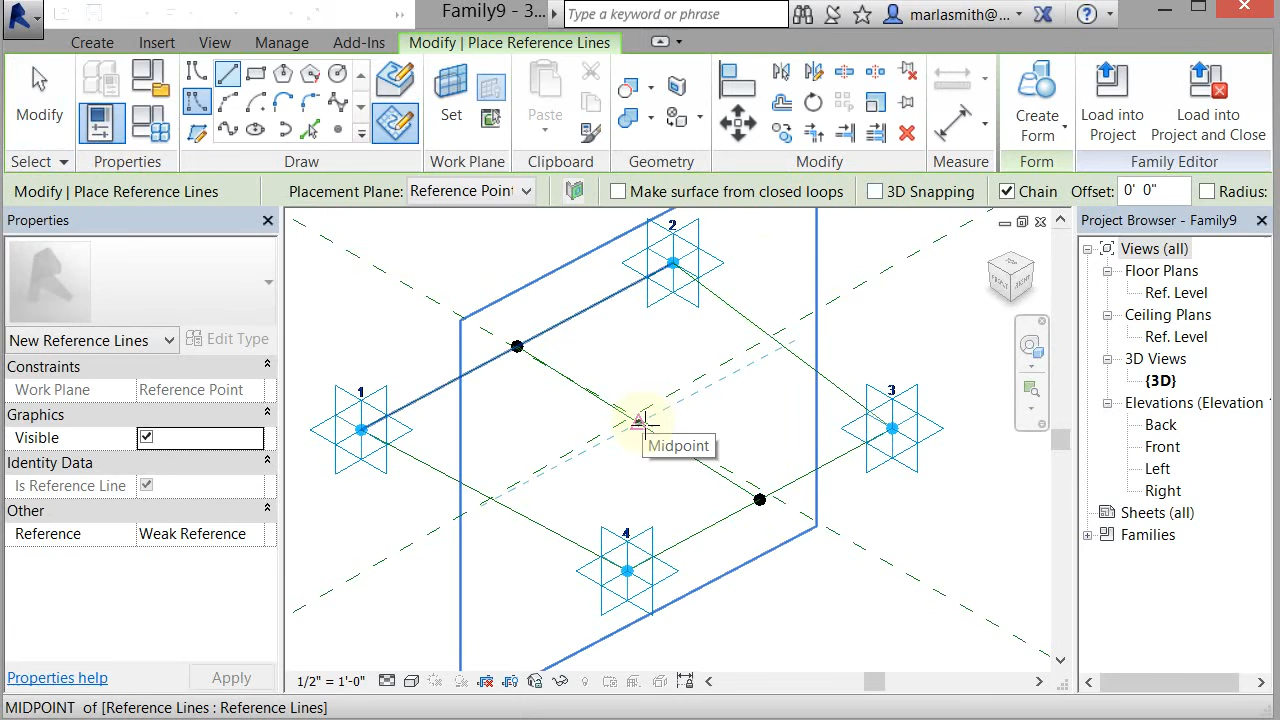 Family9 - 3...
Type a keyword or phrase
marlasmith@...
Create
Insert
View
Manage
Add-Ins
Modify | Place Reference Lines
Modify
Set
Paste
Create
Form
Load into
Project
Load into
Project and Close
Select
Properties
Draw
Work Plane
Clipboard
Geometry
Modify
Measure
Form
Family Editor
Modify | Place Reference Lines
Placement Plane:
Reference Point
Make surface from closed loops
3D Snapping
Chain
Offset:
0' 0"
Radius:
Properties
New Reference Lines
Edit Type
Constraints
Work Plane
Reference Point
Graphics
Visible
Identity Data
Is Reference Line
Other
Reference
Weak Reference
Properties help
Apply
2
1
3
4
Midpoint
TOP
FRONT
RIGHT
1/2" = 1'-0"
Project Browser - Family9
Views (all)
Floor Plans
Ref. Level
Ceiling Plans
Ref. Level
3D Views
{3D}
Elevations (Elevation
Back
Front
Left
Right
Sheets (all)
Families
MIDPOINT of [Reference Lines : Reference Lines]